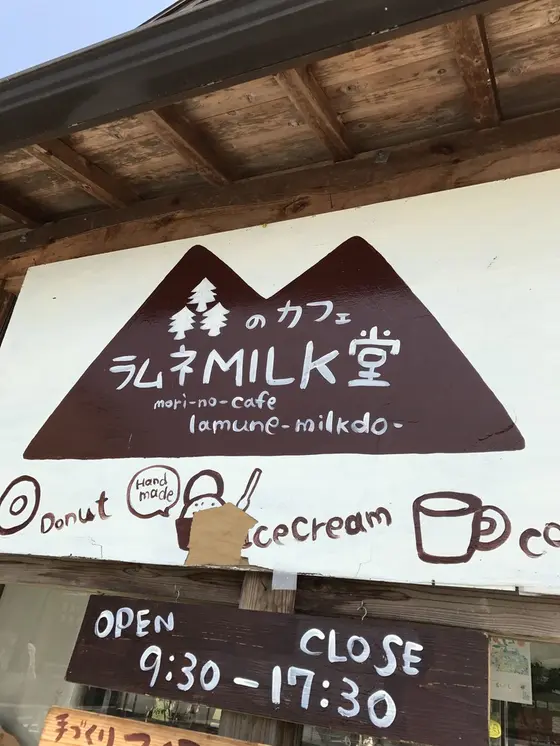 のカフェ
ラムネMILK堂
mori-no-cafe
lamune-milkdo-
Donut
Hand
made
icecream
OPEN
CLOSE
9:30-17:30
手づくり